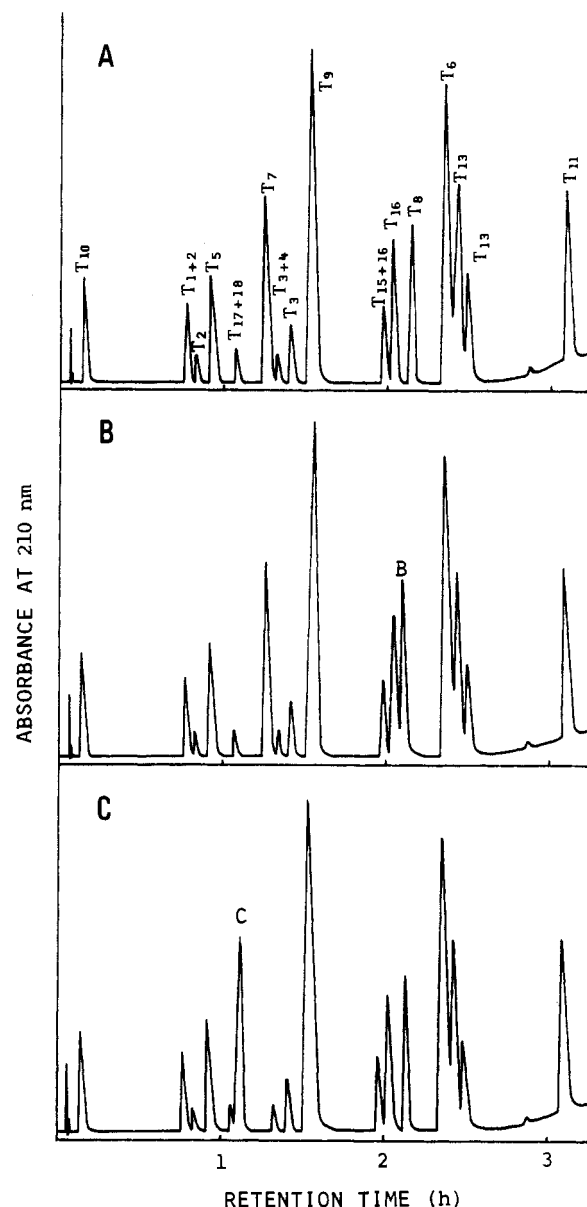 A
T10
T1+2
T2
T5
T17+18
T7
T3+4
T3
T9
T15+16
T16
T8
T6
T13
T13
T11
B
B
C
C
ABSORBANCE AT 210 nm
1 2 3
RETENTION TIME (h)